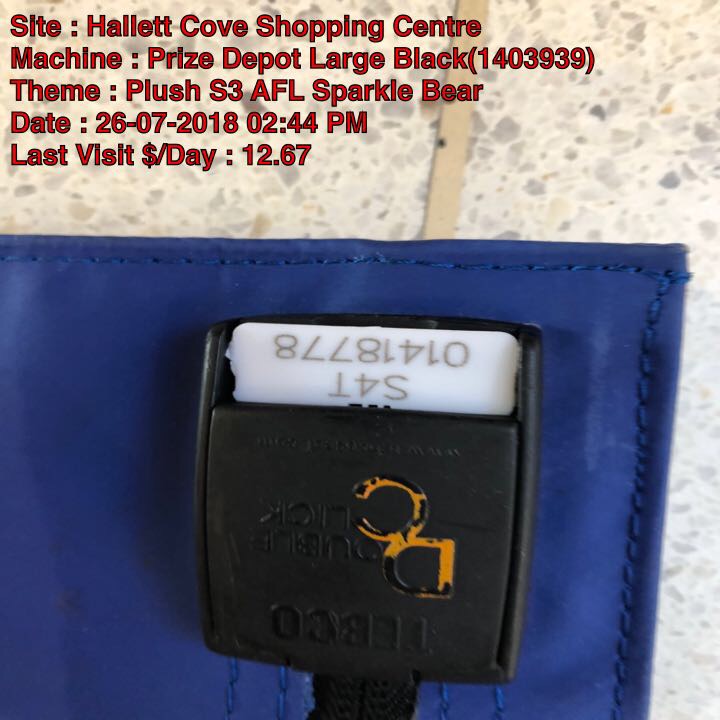 Site : Hallett Cove Shopping Centre
Machine : Prize Depot Large Black(1403939)
Theme : Plush S3 AFL Sparkle Bear
Date : 26-07-2018 02:44 PM
Last Visit $/Day : 12.67
S4T
01418778
TEBCO
DOUBLE
CLICK